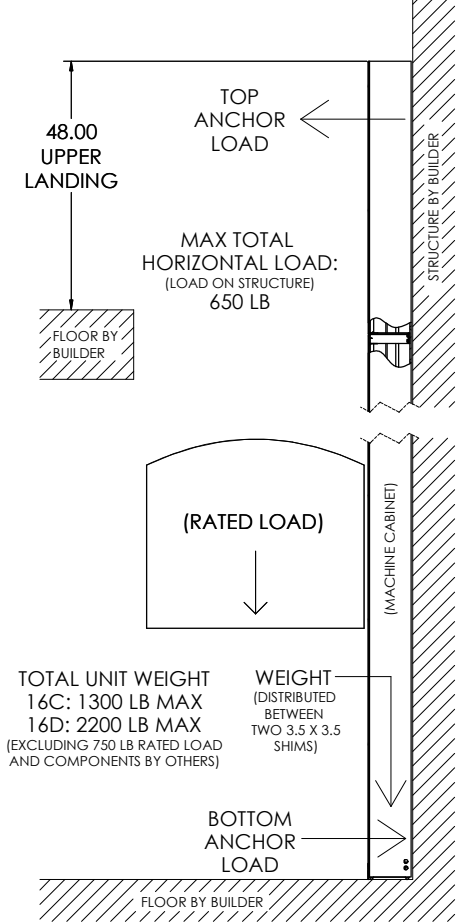 TOP
ANCHOR
LOAD
48.00
UPPER
LANDING
STRUCTURE BY BUILDER
MAX TOTAL
HORIZONTAL LOAD:
(LOAD ON STRUCTURE)
650 LB
FLOOR BY
BUILDER
(RATED LOAD)
(MACHINE CABINET)
TOTAL UNIT WEIGHT
16C: 1300 LB MAX
16D: 2200 LB MAX
(EXCLUDING 750 LB RATED LOAD
AND COMPONENTS BY OTHERS)
WEIGHT
(DISTRIBUTED
BETWEEN
TWO 3.5 X 3.5
SHIMS)
BOTTOM
ANCHOR
LOAD
FLOOR BY BUILDER